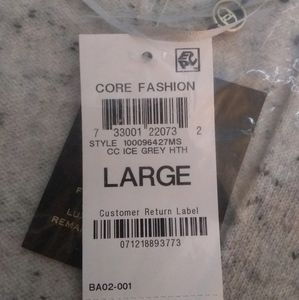 CORE FASHION
7 33001 22073 2
STYLE 100096427MS
CC ICE GREY HTH
LARGE
Customer Return Label
071218893773
BA02-001